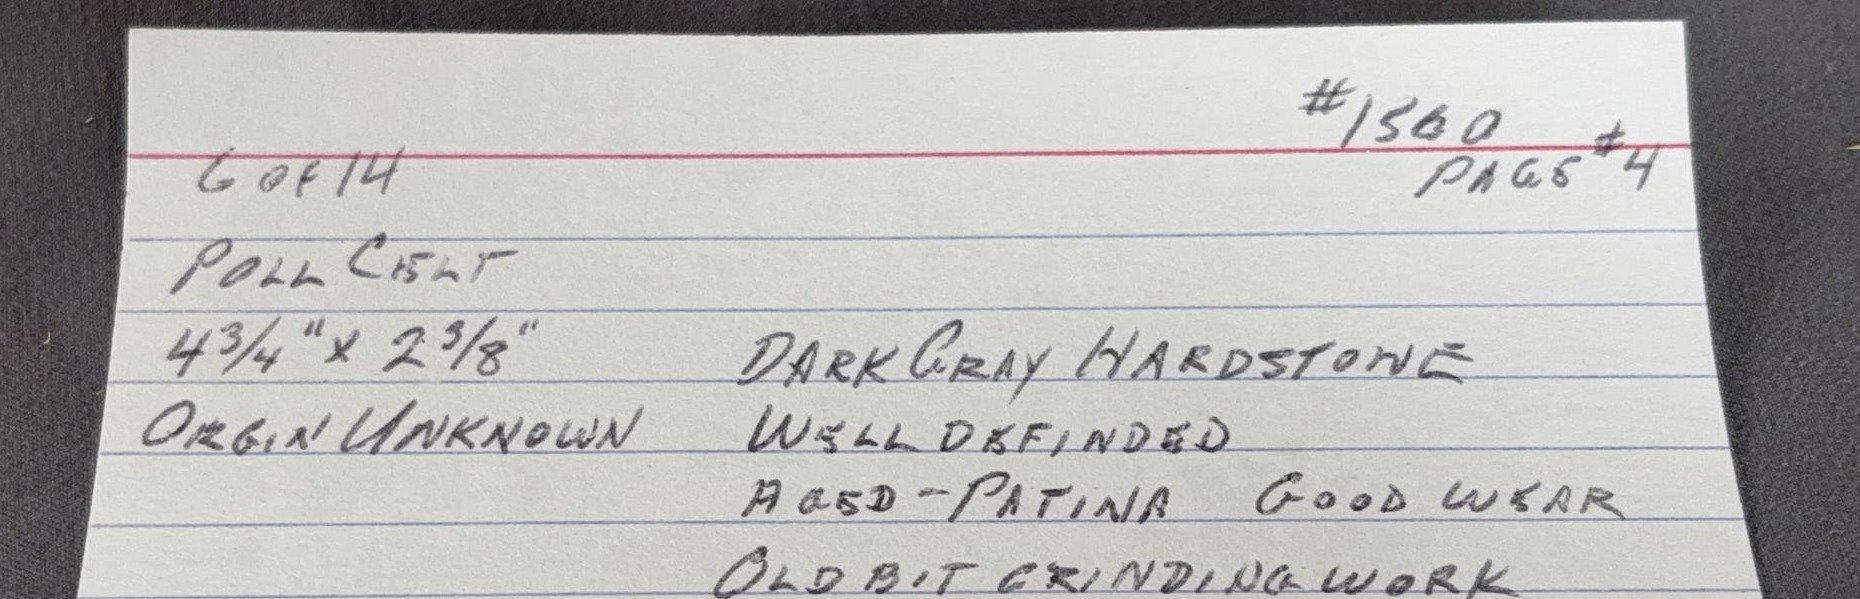 #1560
6 OF 14 PAGE #4
POLL CELT
4 3/4" X 2 3/8" DARK GRAY HARDSTONE
ORGIN UNKNOWN WELL DEFINDED
AGED - PATINA GOOD WEAR
OLD BIT GRINDING WORK